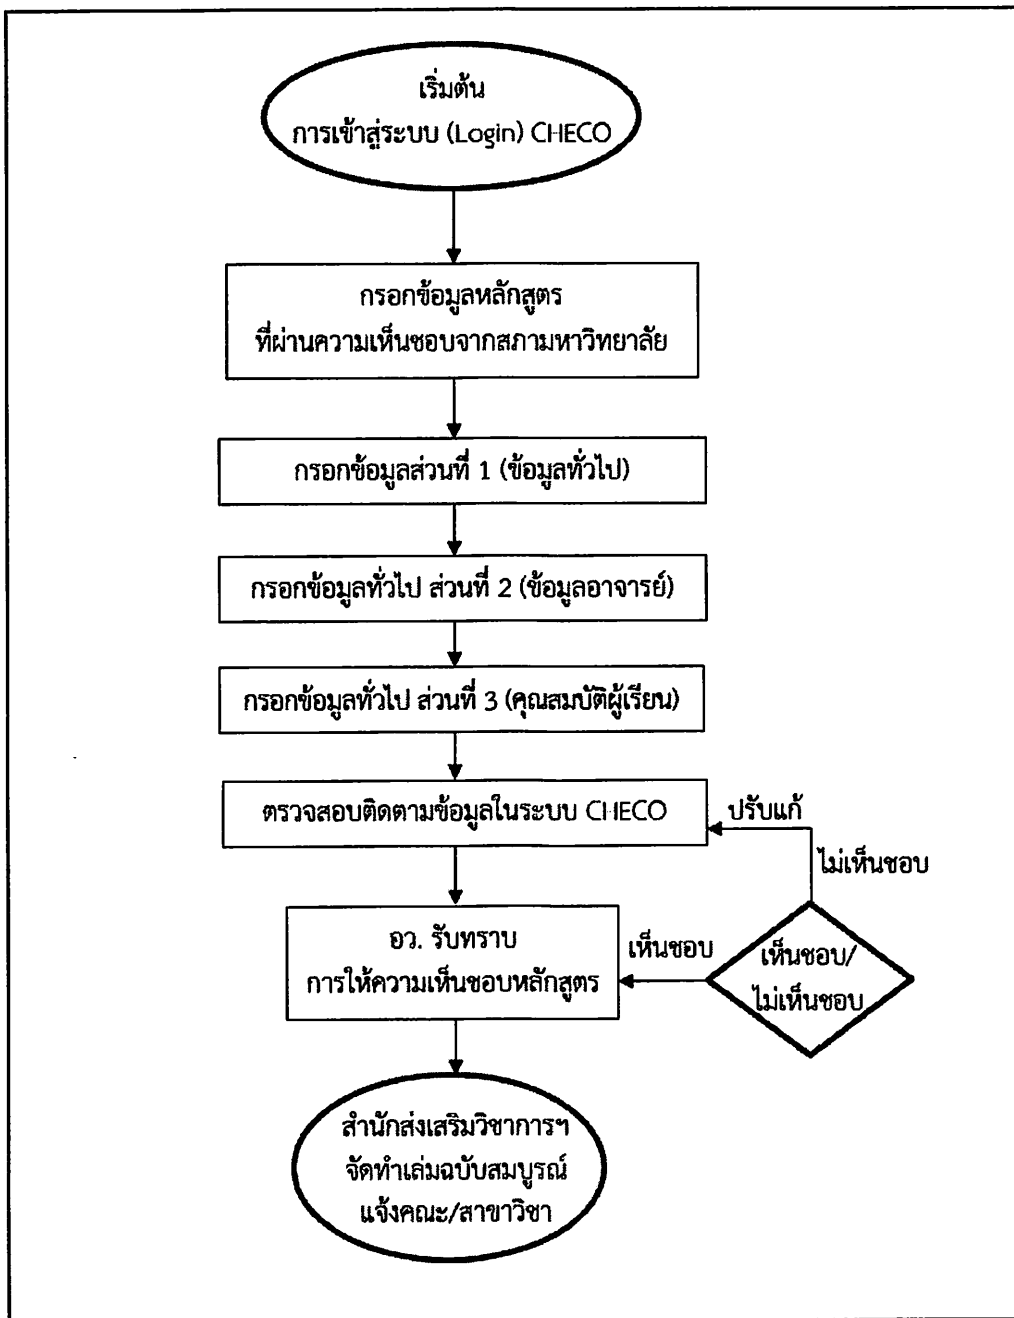 เริ่มต้น
การเข้าสู่ระบบ (Login) CHECO
กรอกข้อมูลหลักสูตร
ที่ผ่านความเห็นชอบจากสภามหาวิทยาลัย
กรอกข้อมูลส่วนที่ 1 (ข้อมูลทั่วไป)
กรอกข้อมูลทั่วไป ส่วนที่ 2 (ข้อมูลอาจารย์)
กรอกข้อมูลทั่วไป ส่วนที่ 3 (คุณสมบัติผู้เรียน)
ตรวจสอบติดตามข้อมูลในระบบ CHECO
ปรับแก้
ไม่เห็นชอบ
อว. รับทราบ
การให้ความเห็นชอบหลักสูตร
เห็นชอบ
เห็นชอบ/
ไม่เห็นชอบ
สำนักส่งเสริมวิชาการฯ
จัดทำเล่มฉบับสมบูรณ์
แจ้งคณะ/สาขาวิชา